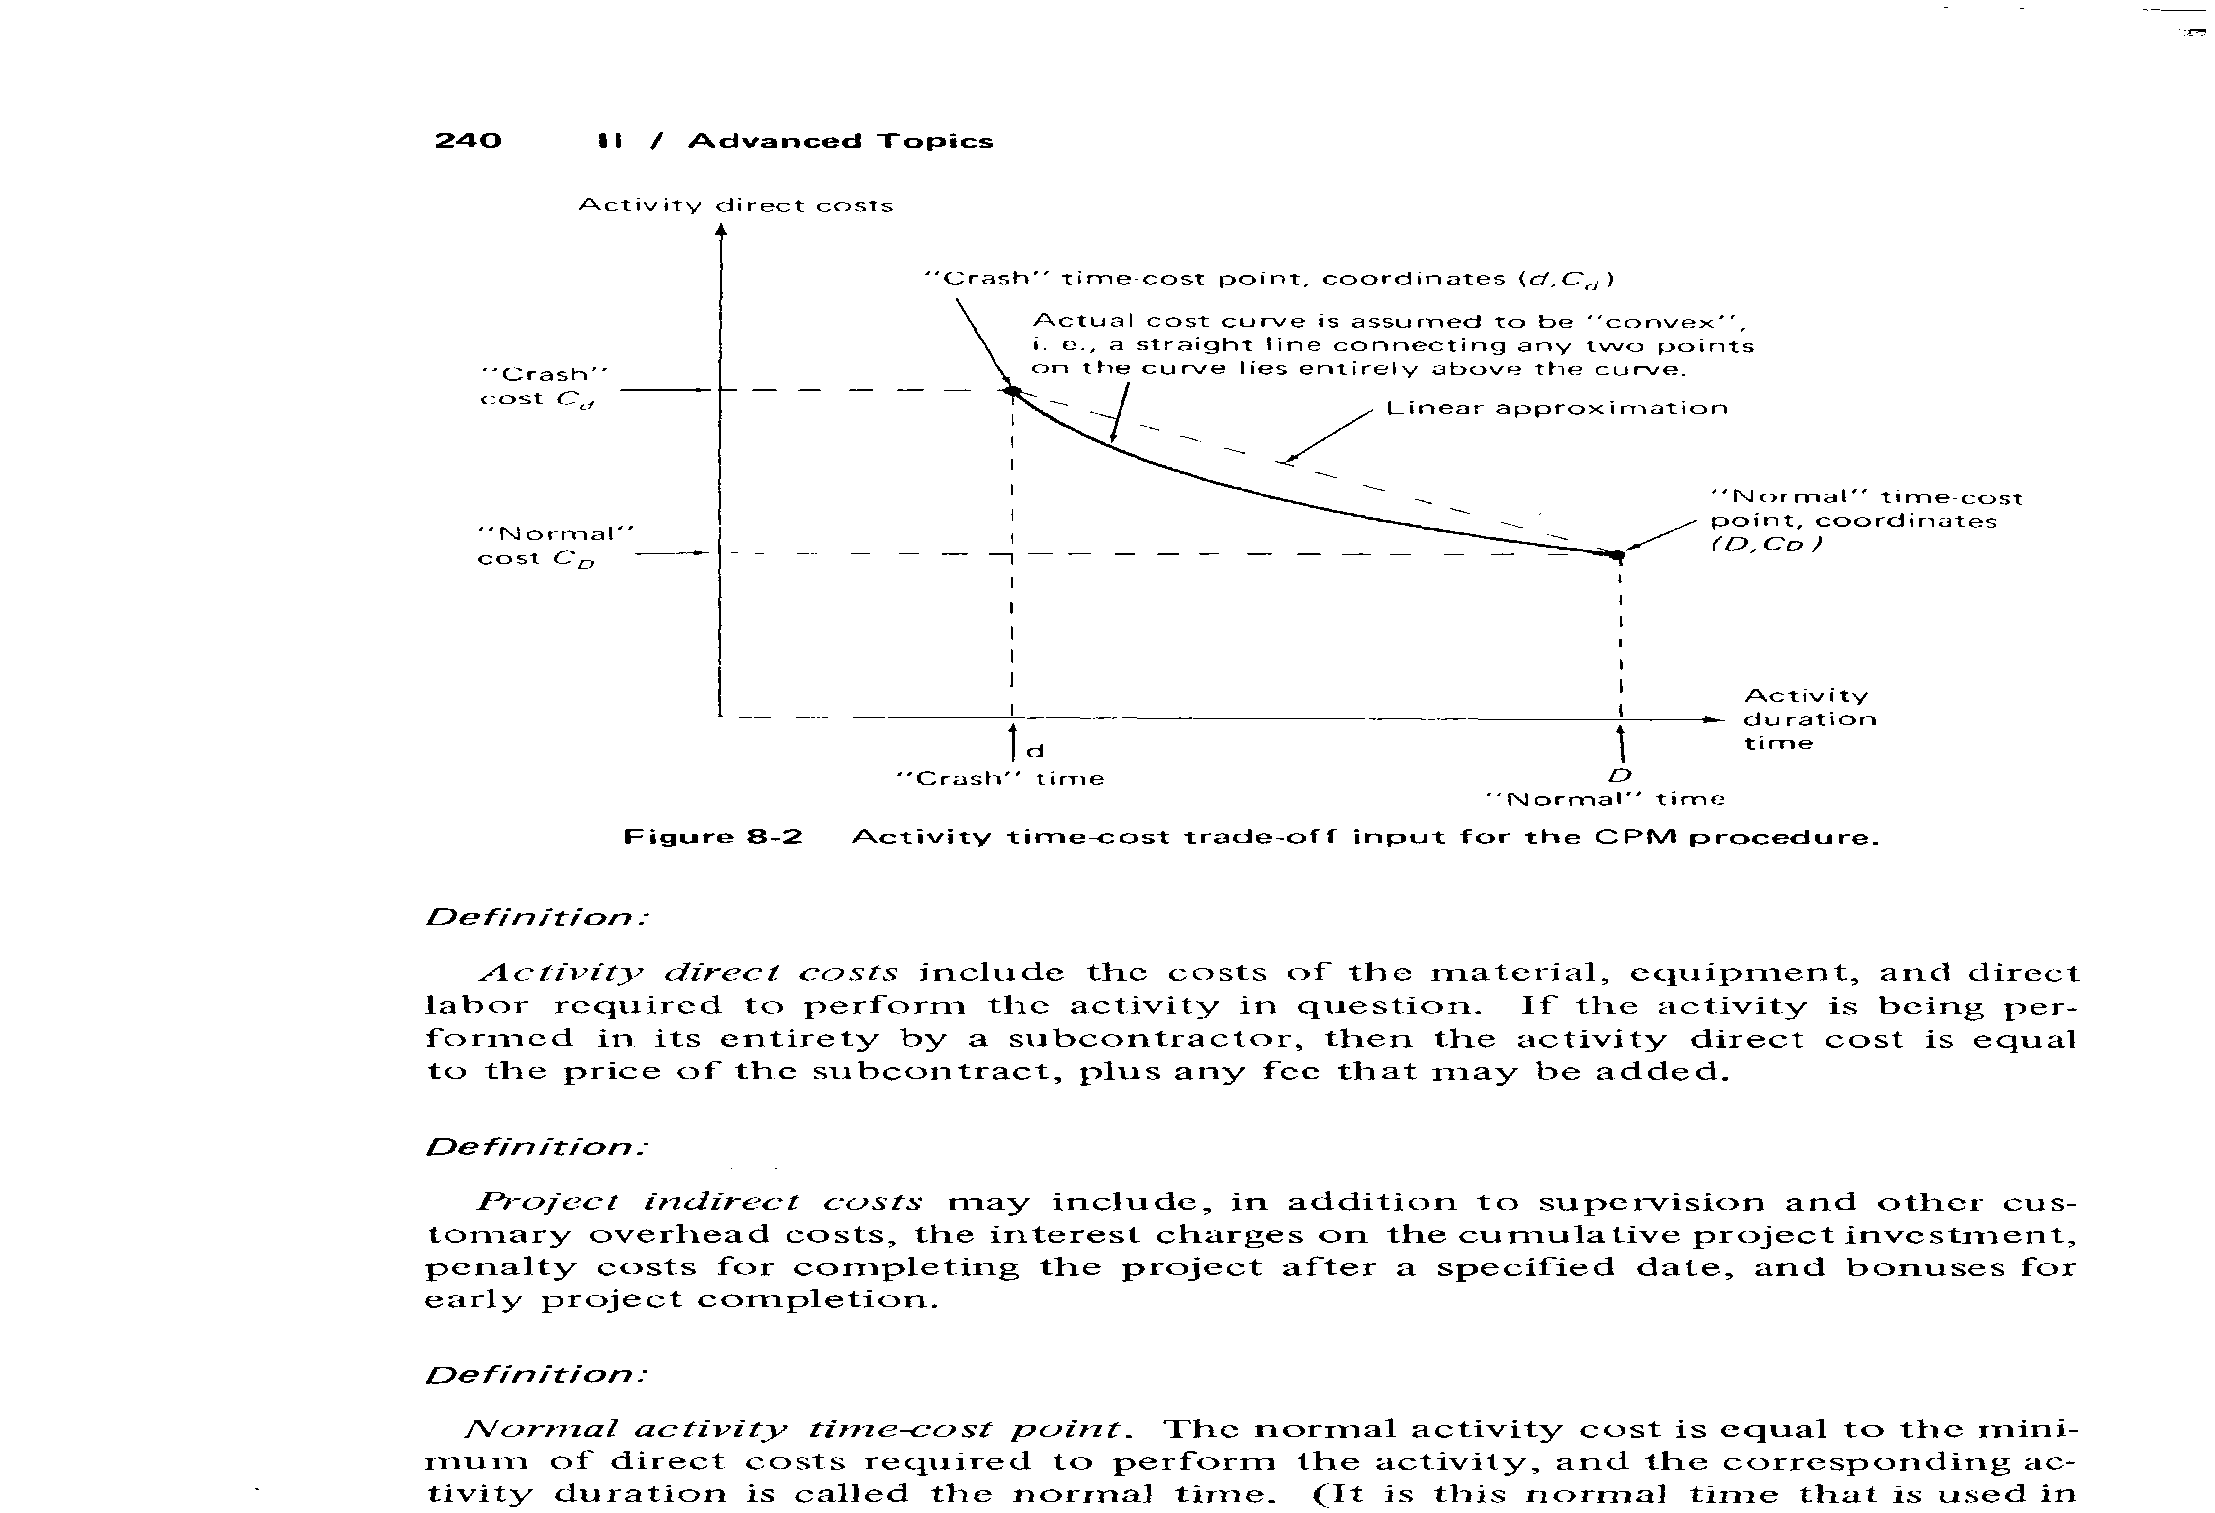 240 II / Advanced Topics
Activity direct costs
"Crash" time-cost point, coordinates (d,C_d)
Actual cost curve is assumed to be "convex",
i. e., a straight line connecting any two points
on the curve lies entirely above the curve.
"Crash"
cost C_d
Linear approximation
"Normal" time-cost
point, coordinates
(D,C_D)
"Normal"
cost C_D
Activity
duration
time
d
"Crash" time
D
"Normal" time
Figure 8-2 Activity time-cost trade-off input for the CPM procedure.
Definition:
Activity direct costs include the costs of the material, equipment, and direct
labor required to perform the activity in question. If the activity is being per-
formed in its entirety by a subcontractor, then the activity direct cost is equal
to the price of the subcontract, plus any fee that may be added.
Definition:
Project indirect costs may include, in addition to supervision and other cus-
tomary overhead costs, the interest charges on the cumulative project investment,
penalty costs for completing the project after a specified date, and bonuses for
early project completion.
Definition:
Normal activity time-cost point. The normal activity cost is equal to the mini-
mum of direct costs required to perform the activity, and the corresponding ac-
tivity duration is called the normal time. (It is this normal time that is used in